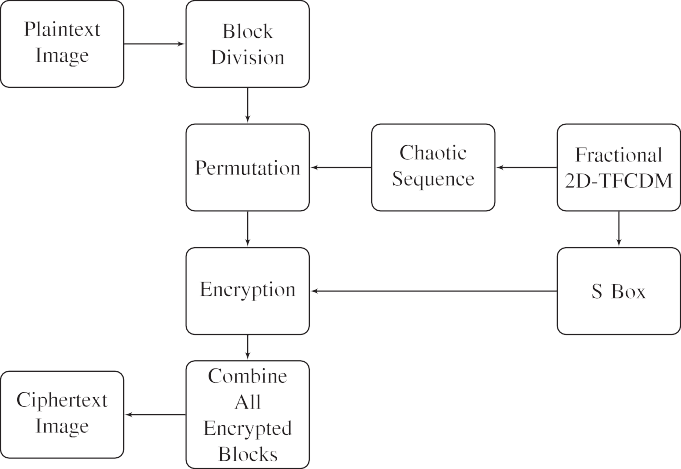 Plaintext
Image
Block
Division
Permutation
Chaotic
Sequence
Fractional
2D-TFCDM
Encryption
S Box
Combine
All
Encrypted
Blocks
Ciphertext
Image